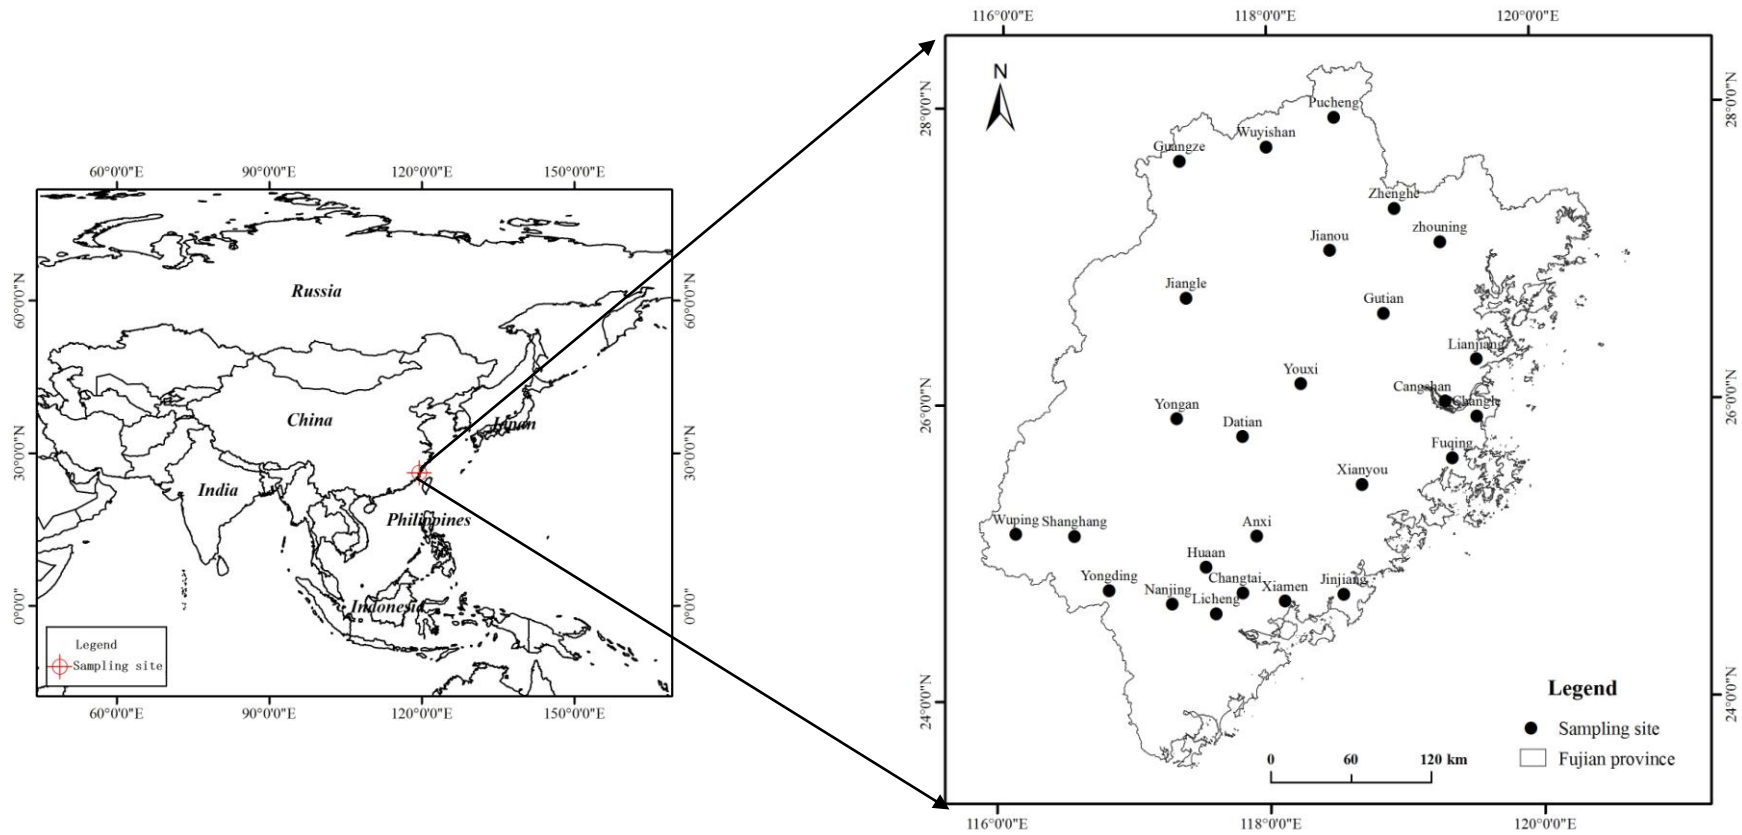 116°0'0"E
118°0'0"E
120°0'0"E
N
28°0'0"N
28°0'0"N
Pucheng
Wuyishan
Guangze
60°0'0"E
90°0'0"E
120°0'0"E
150°0'0"E
Zhenghe
zhouning
Jianou
Jiangle
Gutian
60°0'0"N
Russia
60°0'0"N
Lianjiang
Youxi
Cangshan
Changle
26°0'0"N
26°0'0"N
Yongan
Datian
China
Japan
Fuqing
30°0'0"N
30°0'0"N
Xianyou
India
Philippines
Wuping
Shanghang
Anxi
Huaan
Yongding
Nanjing
Changtai
Licheng
Xiamen
Jinjiang
0°0'0"
Indonesia
0°0'0"
Legend
Sampling site
60°0'0"E
90°0'0"E
120°0'0"E
150°0'0"E
24°0'0"N
24°0'0"N
Legend
Sampling site
Fujian province
0
60
120 km
116°0'0"E
118°0'0"E
120°0'0"E